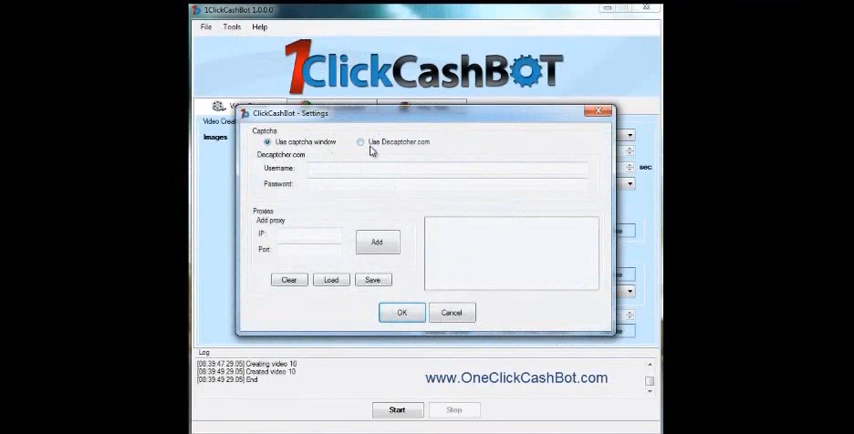 1ClickCashBot 1.0.0.0
File Tools Help
1ClickCashBoT
Video Crea
Images
sec
ClickCashBot - Settings
Captcha
Use captcha window Use Decaptcher.com
Decaptcher.com
Username:
Password:
Proxies
Add proxy
IP:
Port:
Add
Clear Load Save
OK Cancel
Log
[08:39:47 29.05] Creating video 10
[08:39:49 29.05] Created video 10
[08:39:49 29.05] End
www.OneClickCashBot.com
Start Stop